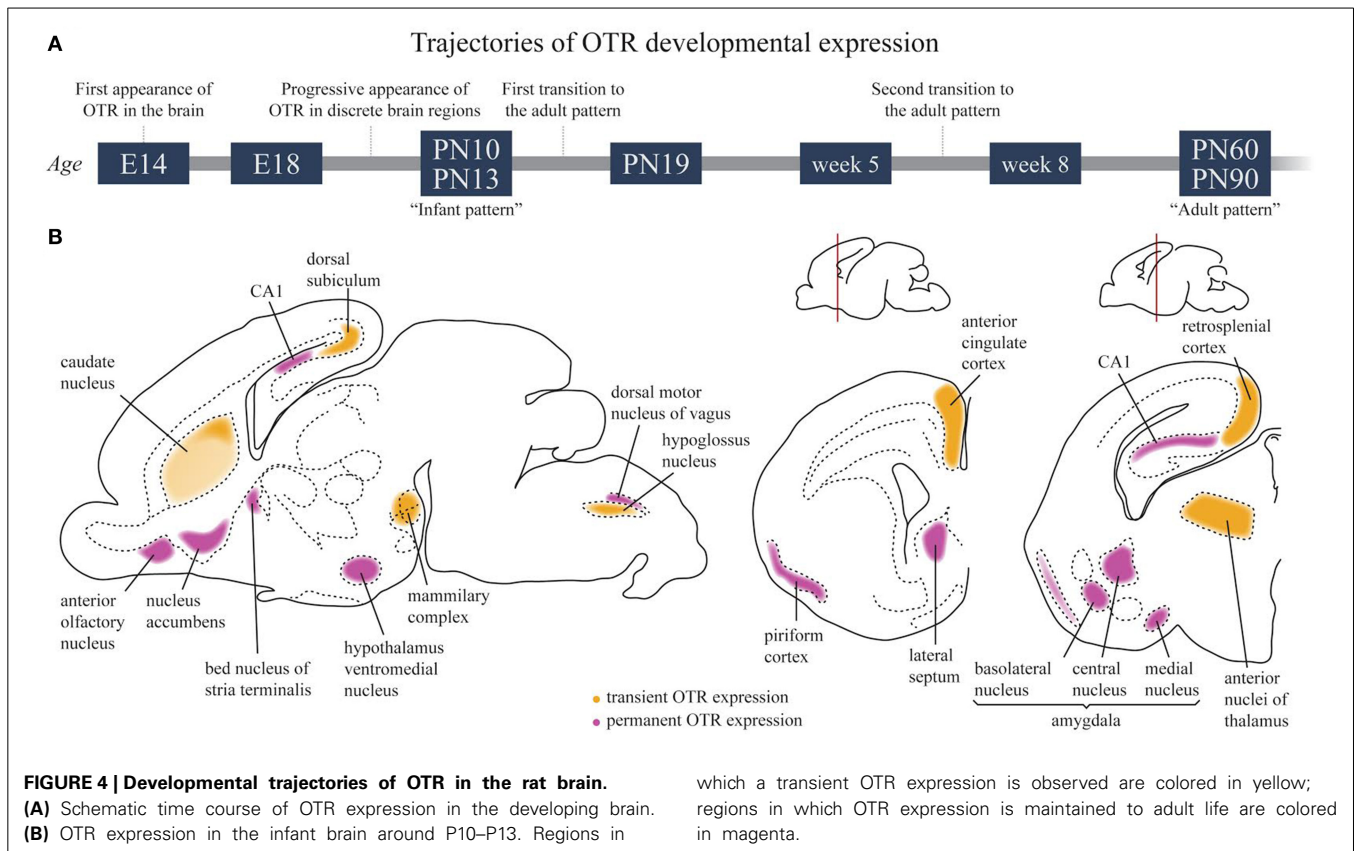 A
Trajectories of OTR developmental expression
First appearance of
OTR in the brain
Progressive appearance of
OTR in discrete brain regions
First transition to
the adult pattern
Second transition to
the adult pattern
Age
E14
E18
PN10
PN13
PN19
week 5
week 8
PN60
PN90
“Infant pattern”
“Adult pattern”
B
dorsal
subiculum
CA1
caudate
nucleus
dorsal motor
nucleus of vagus
hypoglossus
nucleus
anterior
olfactory
nucleus
nucleus
accumbens
bed nucleus of
stria terminalis
hypothalamus
ventromedial
nucleus
mammilary
complex
anterior
cingulate
cortex
piriform
cortex
lateral
septum
retrosplenial
cortex
CA1
basolateral
nucleus
central
nucleus
medial
nucleus
amygdala
anterior
nuclei of
thalamus
transient OTR expression
permanent OTR expression
FIGURE 4 | Developmental trajectories of OTR in the rat brain.
(A) Schematic time course of OTR expression in the developing brain.
(B) OTR expression in the infant brain around P10–P13. Regions in
which a transient OTR expression is observed are colored in yellow;
regions in which OTR expression is maintained to adult life are colored
in magenta.